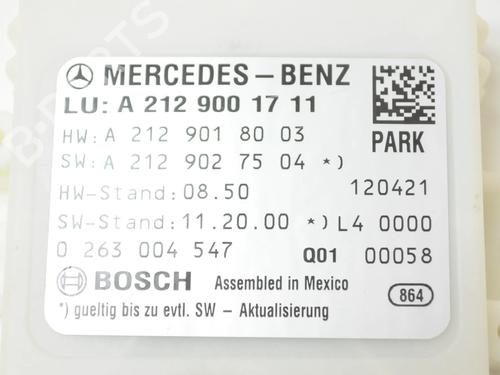 MERCEDES-BENZ
LU: A 212 900 17 11
HW: A 212 901 80 03
PARK
SW: A 212 902 75 04 *)
HW-Stand: 08.50
120421
SW-Stand: 11.20.00 *) L4 0000
0 263 004 547 Q01 00058
BOSCH Assembled in Mexico
864
*) gueltig bis zu evtl. SW - Aktualisierung
B-PARTS